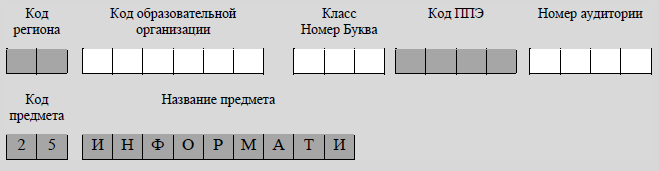 Код региона
Код образовательной организации
Класс
Номер Буква
Код ППЭ
Номер аудитории
Код предмета
Название предмета
2 5
И Н Ф О Р М А Т И